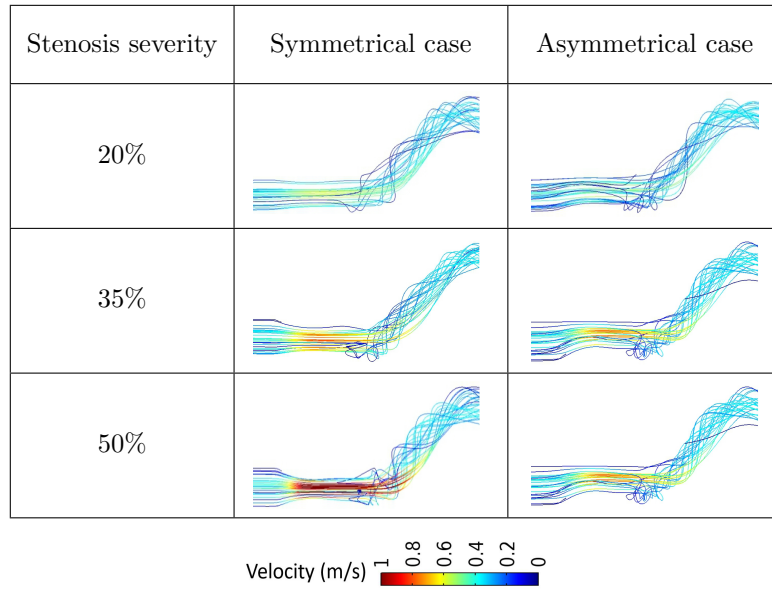 Stenosis severity Symmetrical case Asymmetrical case
20%
35%
50%
Velocity (m/s) 1 0.8 0.6 0.4 0.2 0